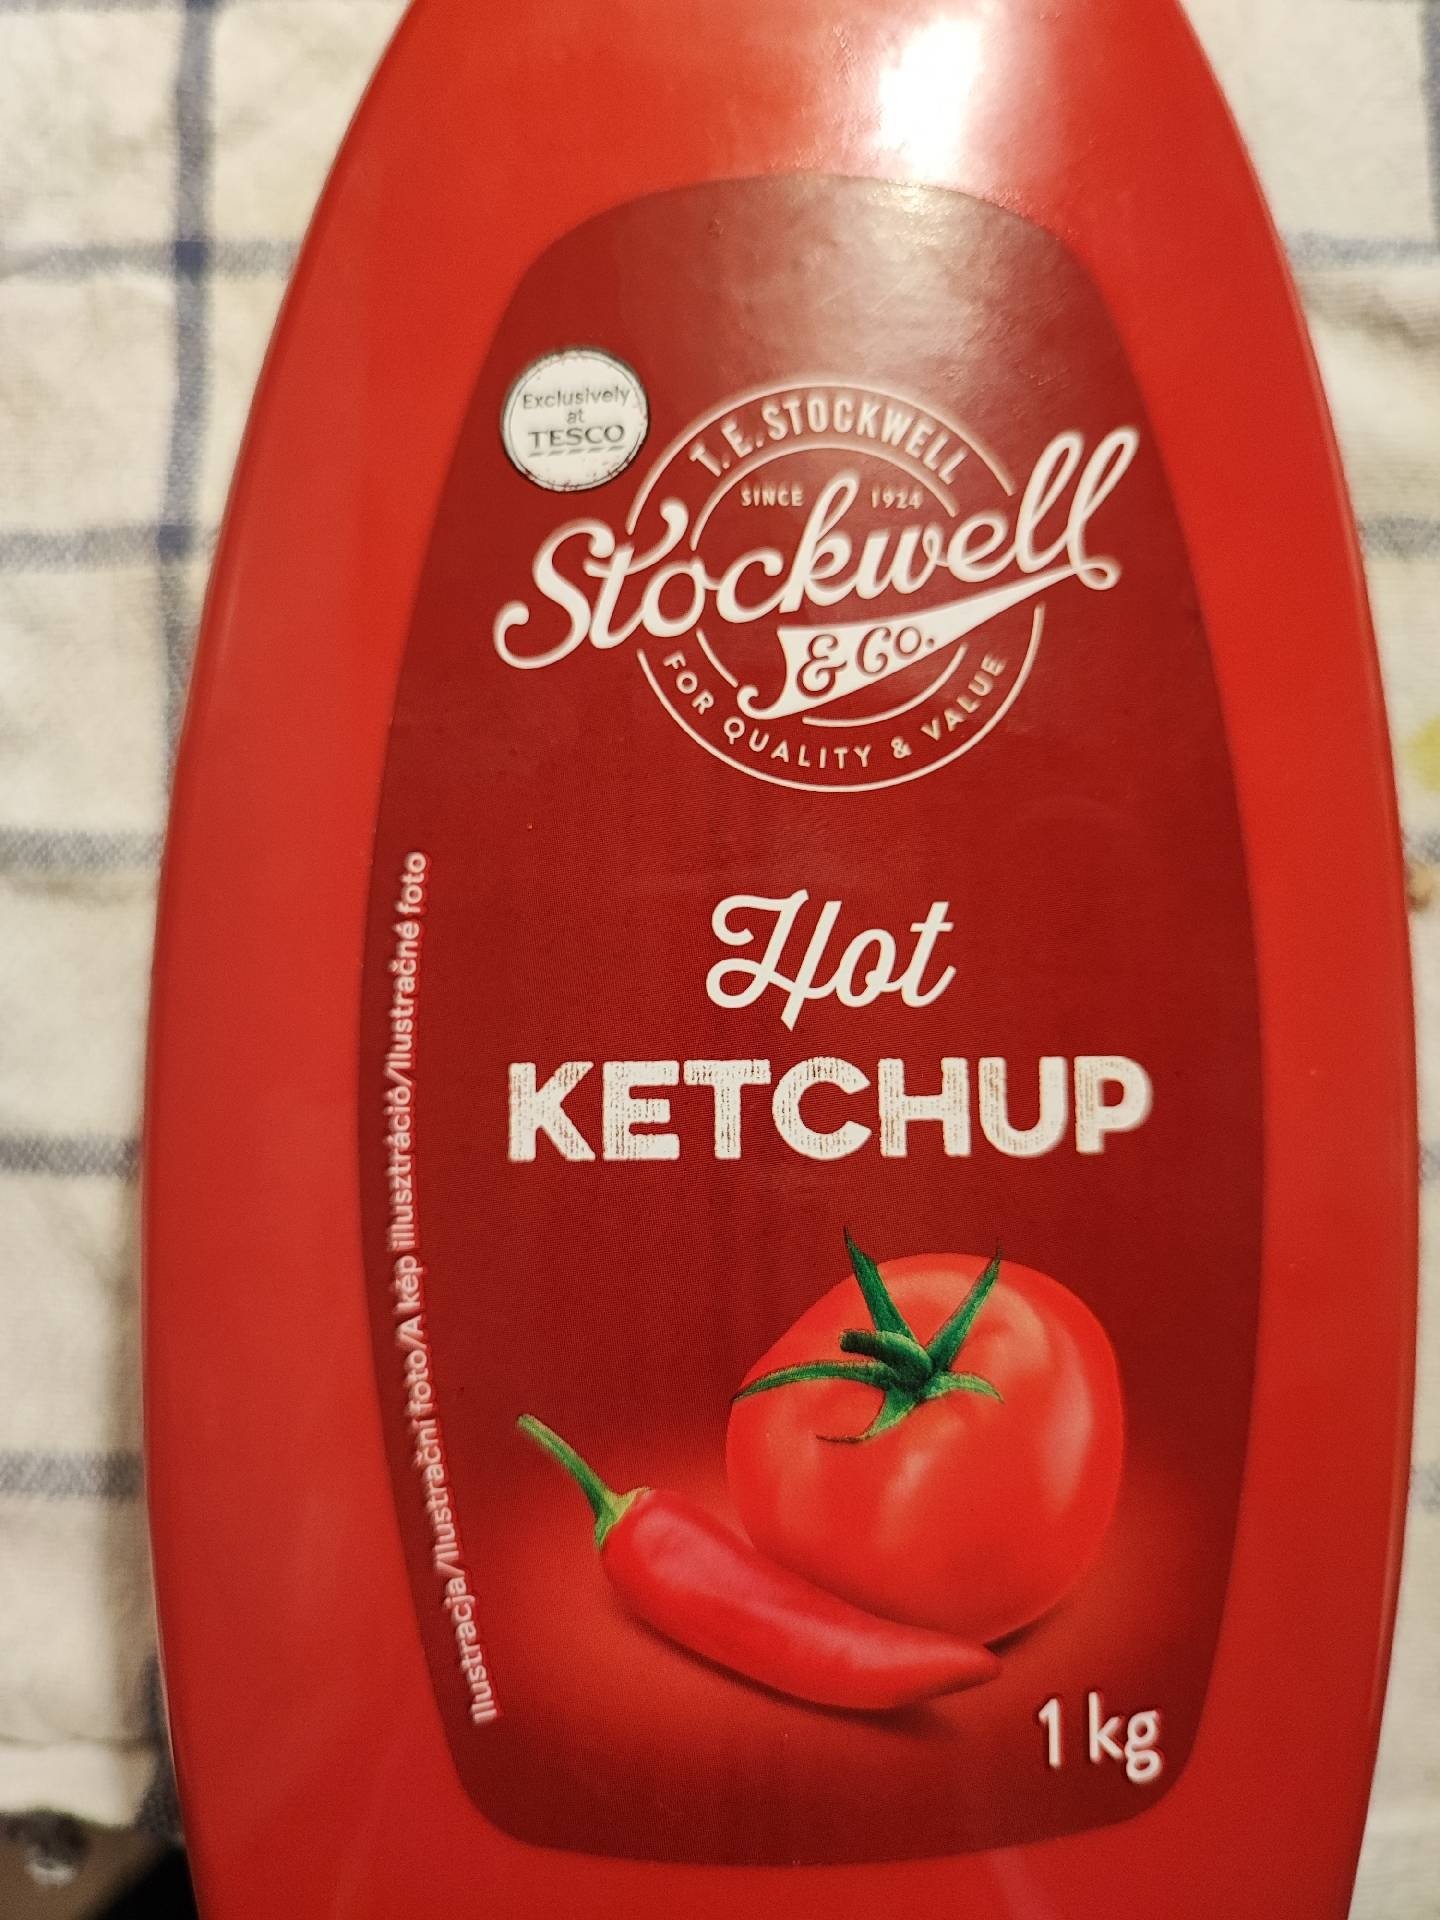 Exclusively
at
TESCO
T.E. STOCKWELL
SINCE 1924
Stockwell
& Co.
FOR QUALITY & VALUE
Hot
KETCHUP
Ilustracja/Ilustrační foto/A kép illusztráció/Ilustračné foto
1 kg